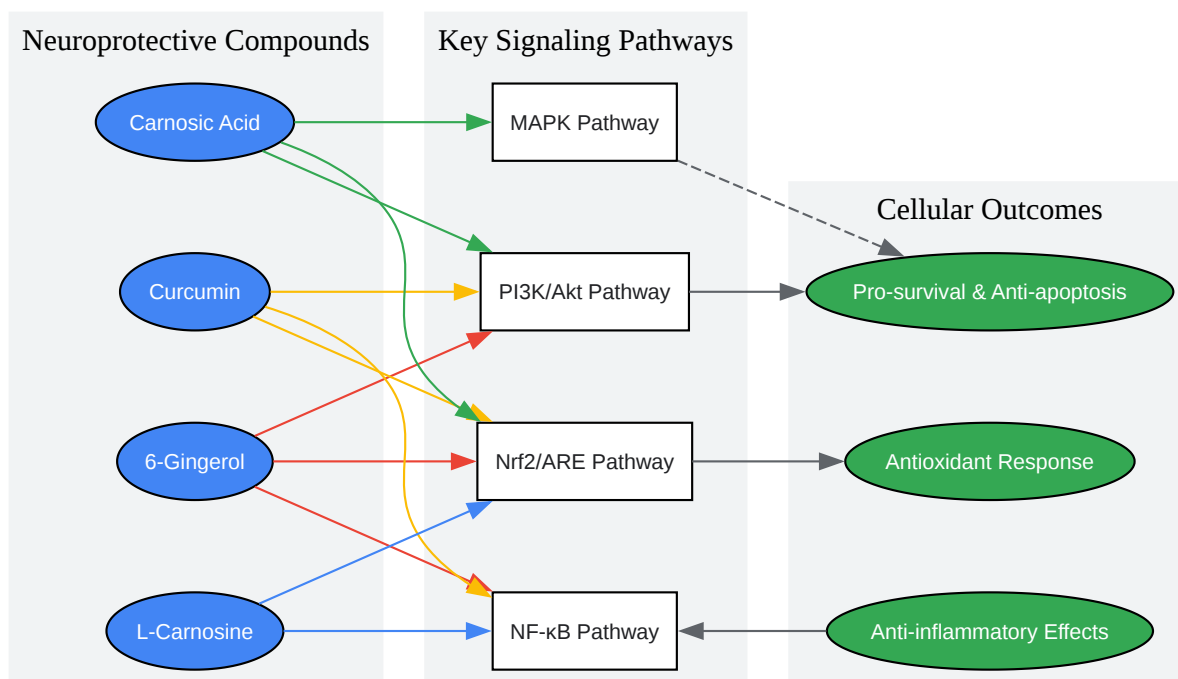 Neuroprotective Compounds
Key Signaling Pathways
Carnosic Acid
MAPK Pathway
Cellular Outcomes
Curcumin
PI3K/Akt Pathway
Pro-survival & Anti-apoptosis
6-Gingerol
Nrf2/ARE Pathway
Antioxidant Response
L-Carnosine
NF-κB Pathway
Anti-inflammatory Effects